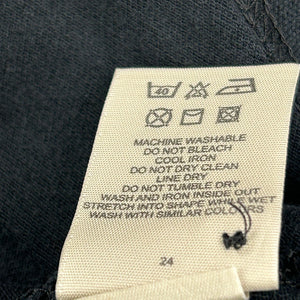 40
MACHINE WASHABLE
DO NOT BLEACH
COOL IRON
DO NOT DRY CLEAN
LINE DRY
DO NOT TUMBLE DRY
WASH AND IRON INSIDE OUT
STRETCH INTO SHAPE WHILE WET
WASH WITH SIMILAR COLOURS
24